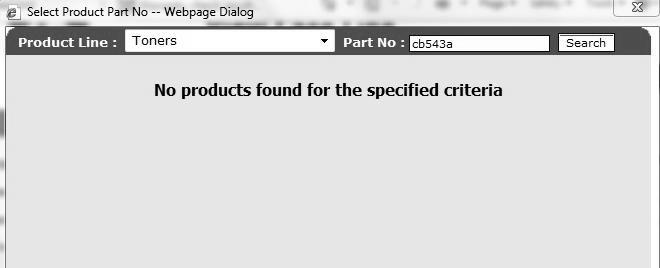 Select Product Part No -- Webpage Dialog
Product Line : Toners Part No : cb543a Search
No products found for the specified criteria